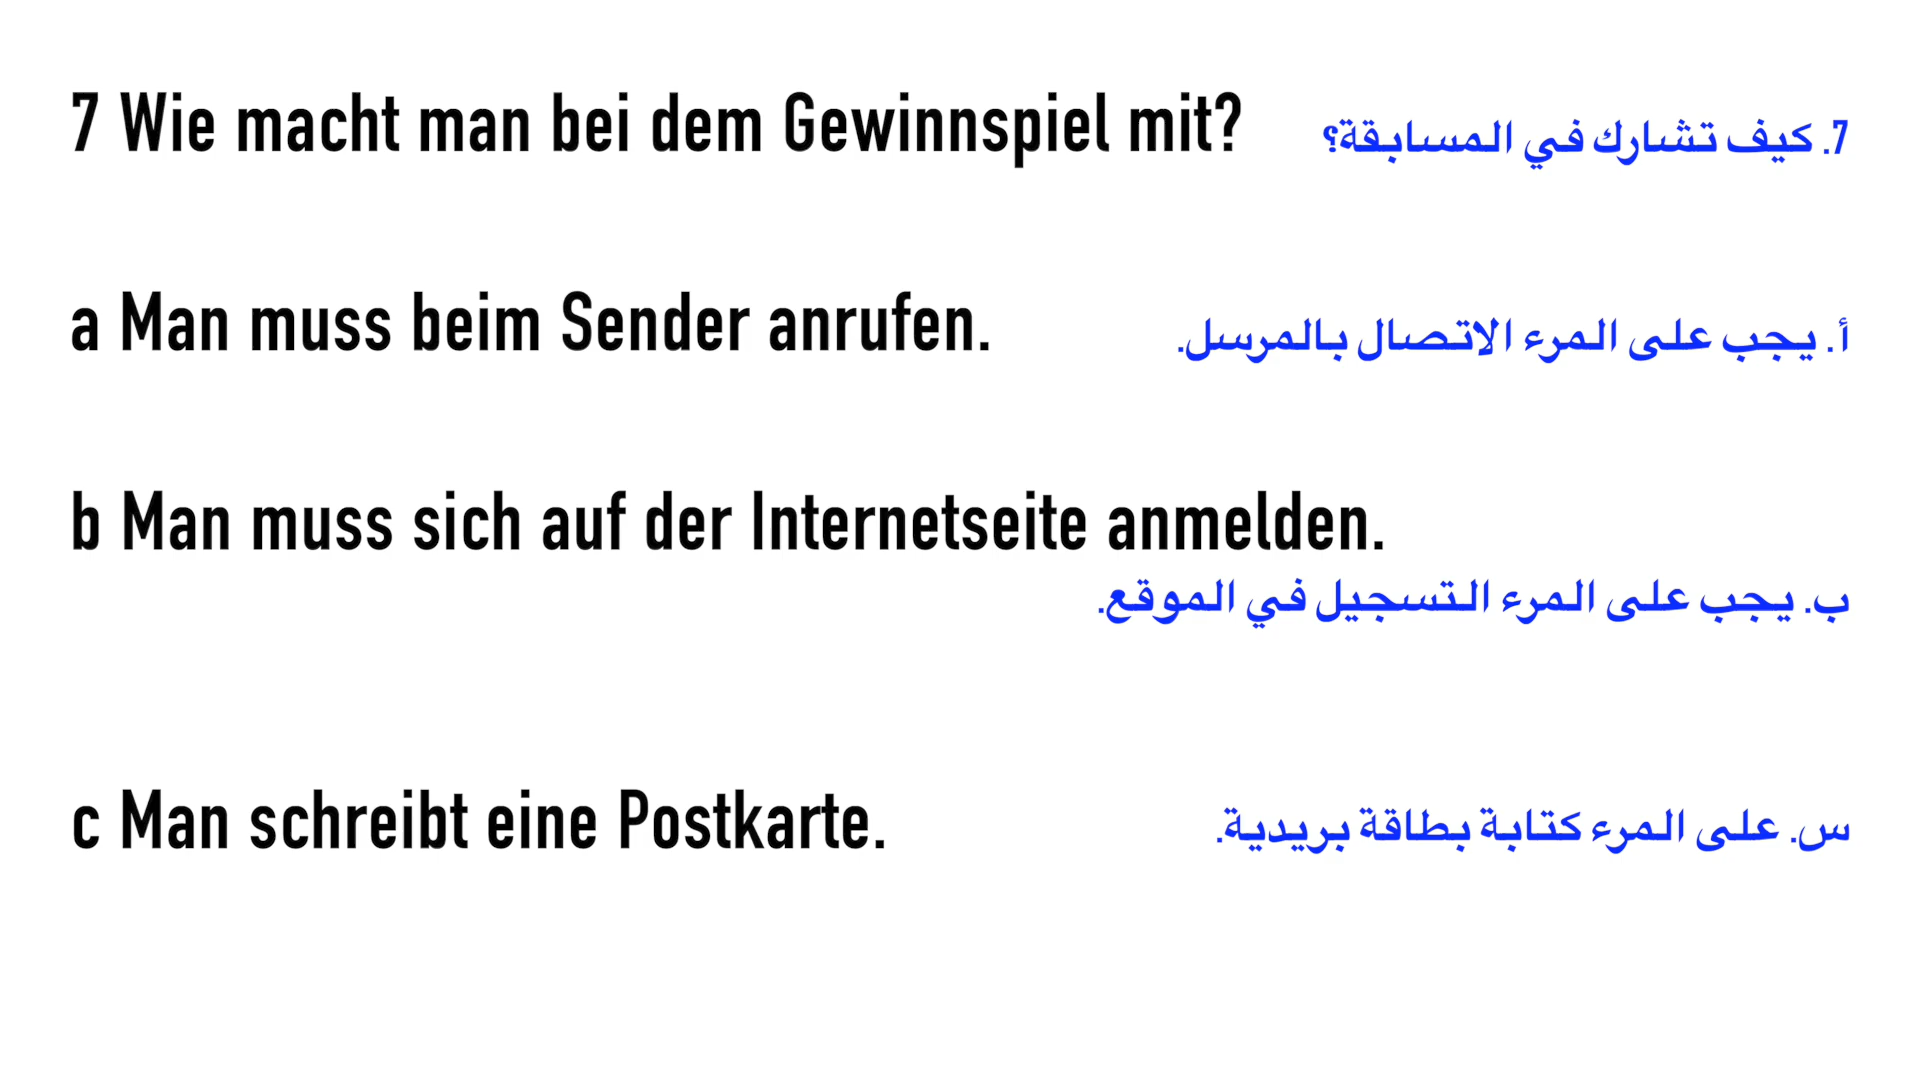 7 Wie macht man bei dem Gewinnspiel mit?
7. كيف تشارك في المسابقة؟
a Man muss beim Sender anrufen.
أ. يجب على المرء الاتصال بالمرسل.
b Man muss sich auf der Internetseite anmelden.
ب. يجب على المرء التسجيل في الموقع.
c Man schreibt eine Postkarte.
س. على المرء كتابة بطاقة بريدية.